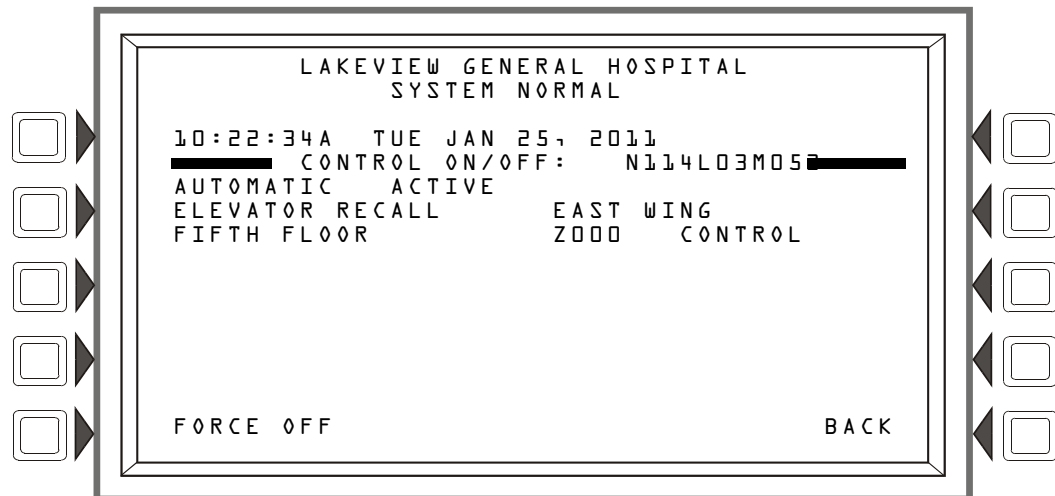 LAKEVIEW GENERAL HOSPITAL
SYSTEM NORMAL
10:22:34A TUE JAN 25, 2011
CONTROL ON/OFF:
AUTOMATIC ACTIVE
ELEVATOR RECALL EAST WING
FIFTH FLOOR Z000 CONTROL
FORCE OFF BACK